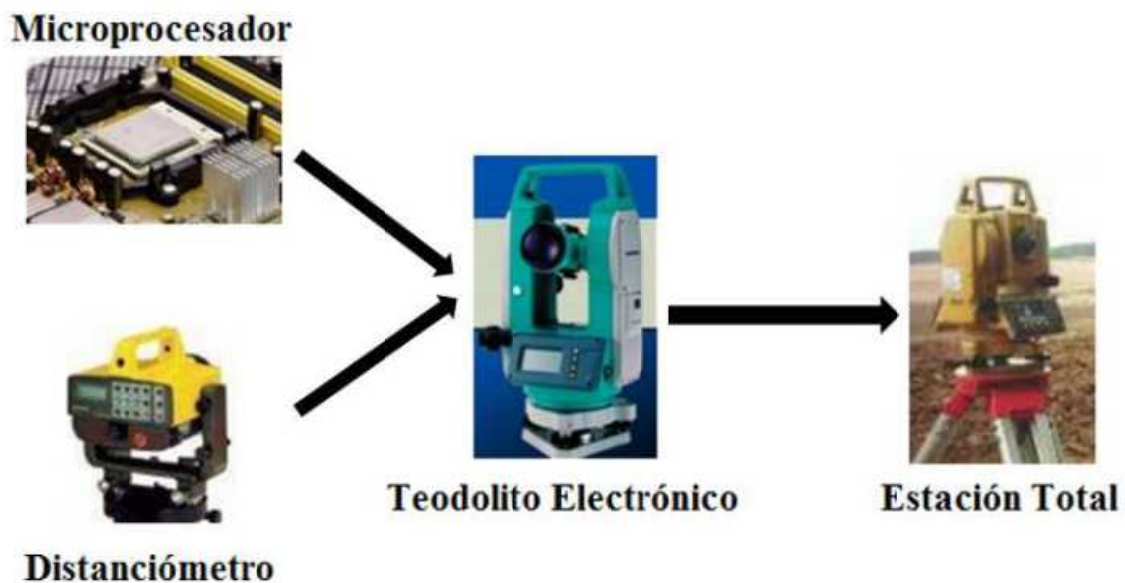 Microprocesador
Teodolito Electrónico
Estación Total
Distanciómetro